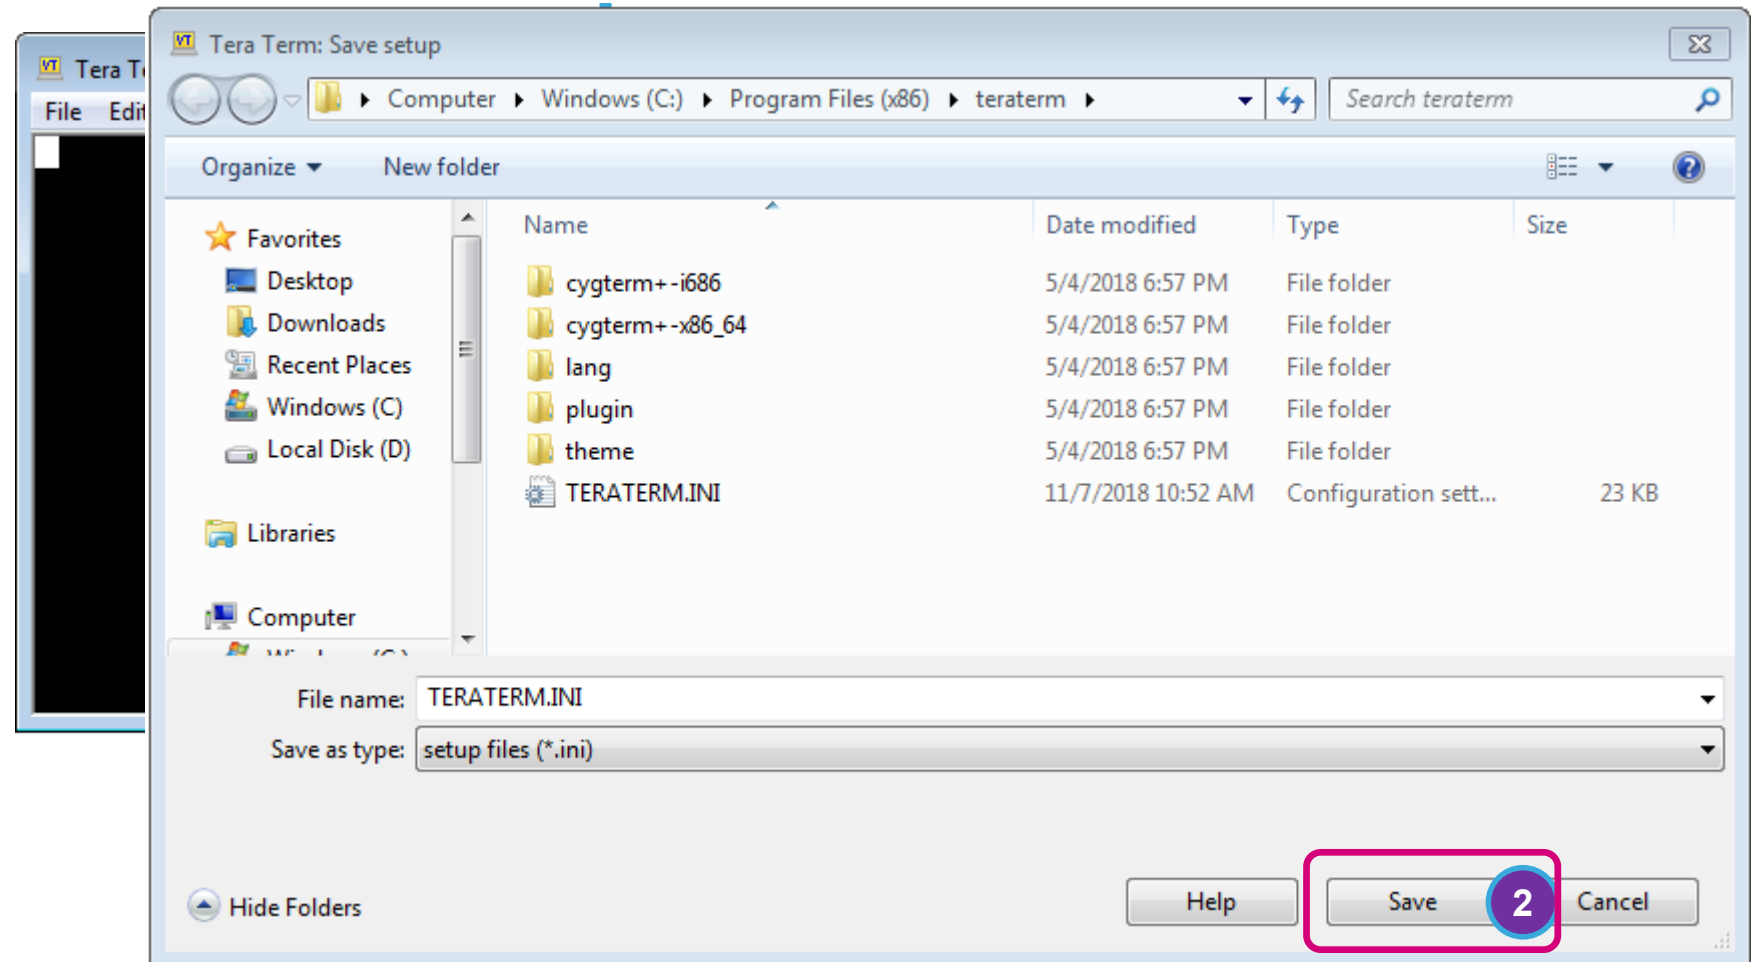 Tera Term: Save setup
Tera T
File Edit
Computer Windows (C:) Program Files (x86) teraterm
Search teraterm
Organize New folder
Name Date modified Type Size
Favorites
Desktop
Downloads
Recent Places
Windows (C)
Local Disk (D)
Libraries
Computer
cygterm+-i686 5/4/2018 6:57 PM File folder
cygterm+-x86_64 5/4/2018 6:57 PM File folder
lang 5/4/2018 6:57 PM File folder
plugin 5/4/2018 6:57 PM File folder
theme 5/4/2018 6:57 PM File folder
TERATERM.INI 11/7/2018 10:52 AM Configuration sett... 23 KB
File name: TERATERM.INI
Save as type: setup files (*.ini)
Hide Folders
Help Save 2 Cancel